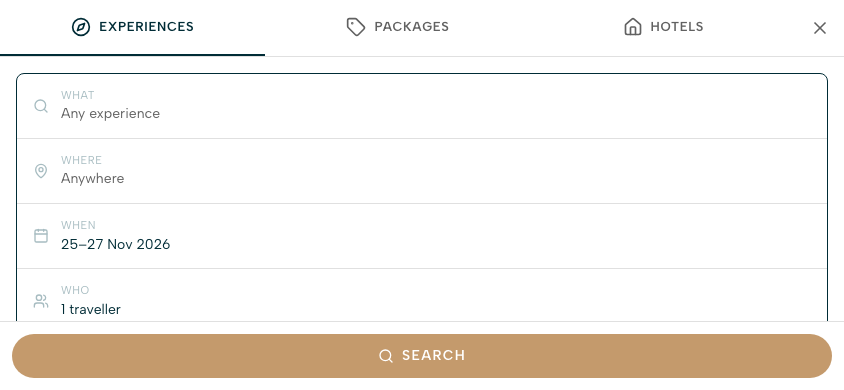 EXPERIENCES
PACKAGES
HOTELS
WHAT
Any experience
WHERE
Anywhere
WHEN
25–27 Nov 2026
WHO
1 traveller
SEARCH